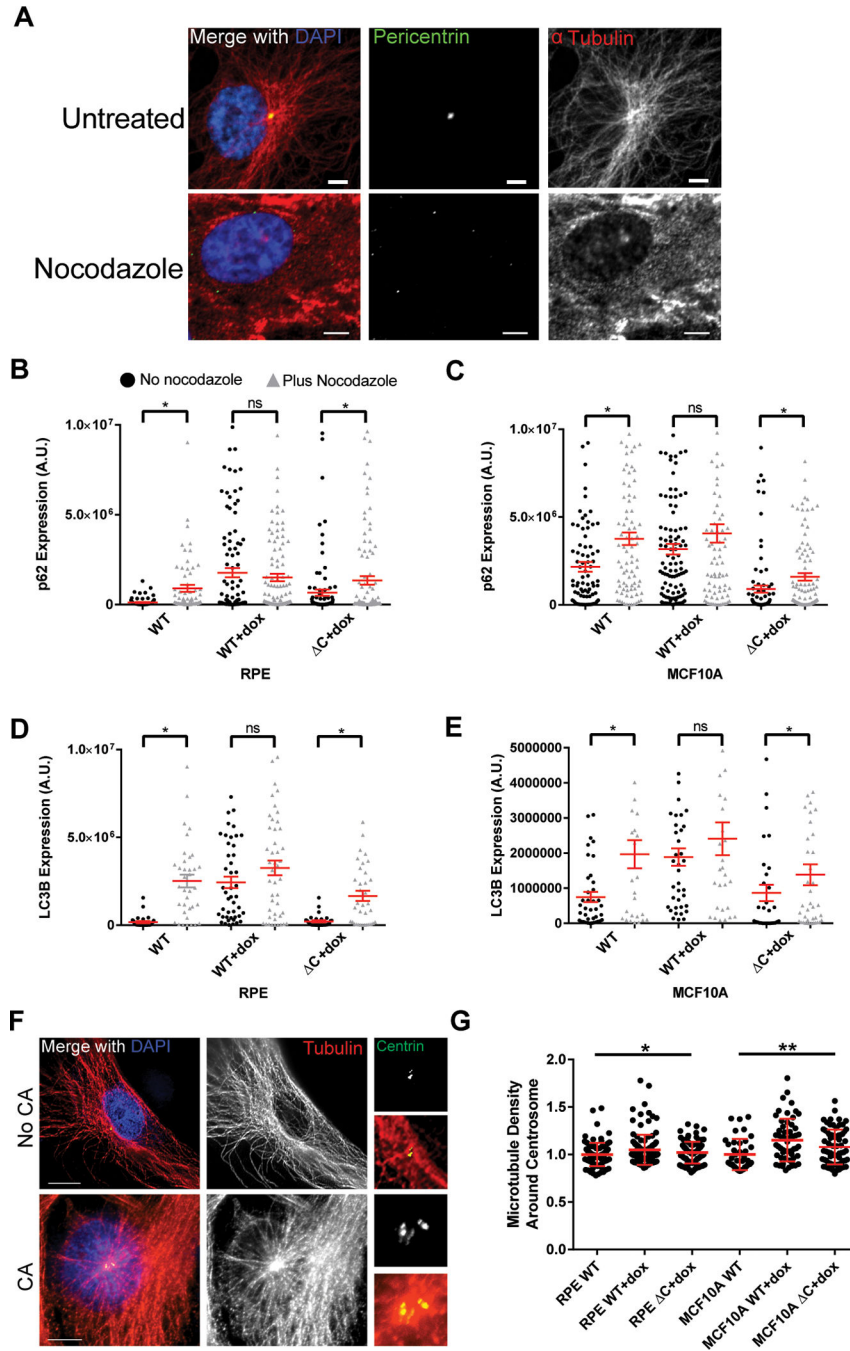 A
Merge with DAPI
Pericentrin
α Tubulin
Untreated
Nocodazole
B
No nocodazole
Plus Nocodazole
*
ns
*
1.0×10⁷
5.0×10⁶
0
p62 Expression (A.U.)
WT
WT+dox
ΔC+dox
RPE
C
*
ns
*
1.0×10⁷
5.0×10⁶
0
p62 Expression (A.U.)
WT
WT+dox
ΔC+dox
MCF10A
D
*
ns
*
1.0×10⁷
5.0×10⁶
0
LC3B Expression (A.U.)
WT
WT+dox
ΔC+dox
RPE
E
*
ns
*
5000000
4000000
3000000
2000000
1000000
0
LC3B Expression (A.U.)
WT
WT+dox
ΔC+dox
MCF10A
F
Merge with DAPI
Tubulin
Centrin
No CA
CA
G
*
**
2.0
1.5
1.0
0.5
0.0
Microtubule Density
Around Centrosome
RPE WT
RPE WT+dox
RPE ΔC+dox
MCF10A WT
MCF10A WT+dox
MCF10A ΔC+dox